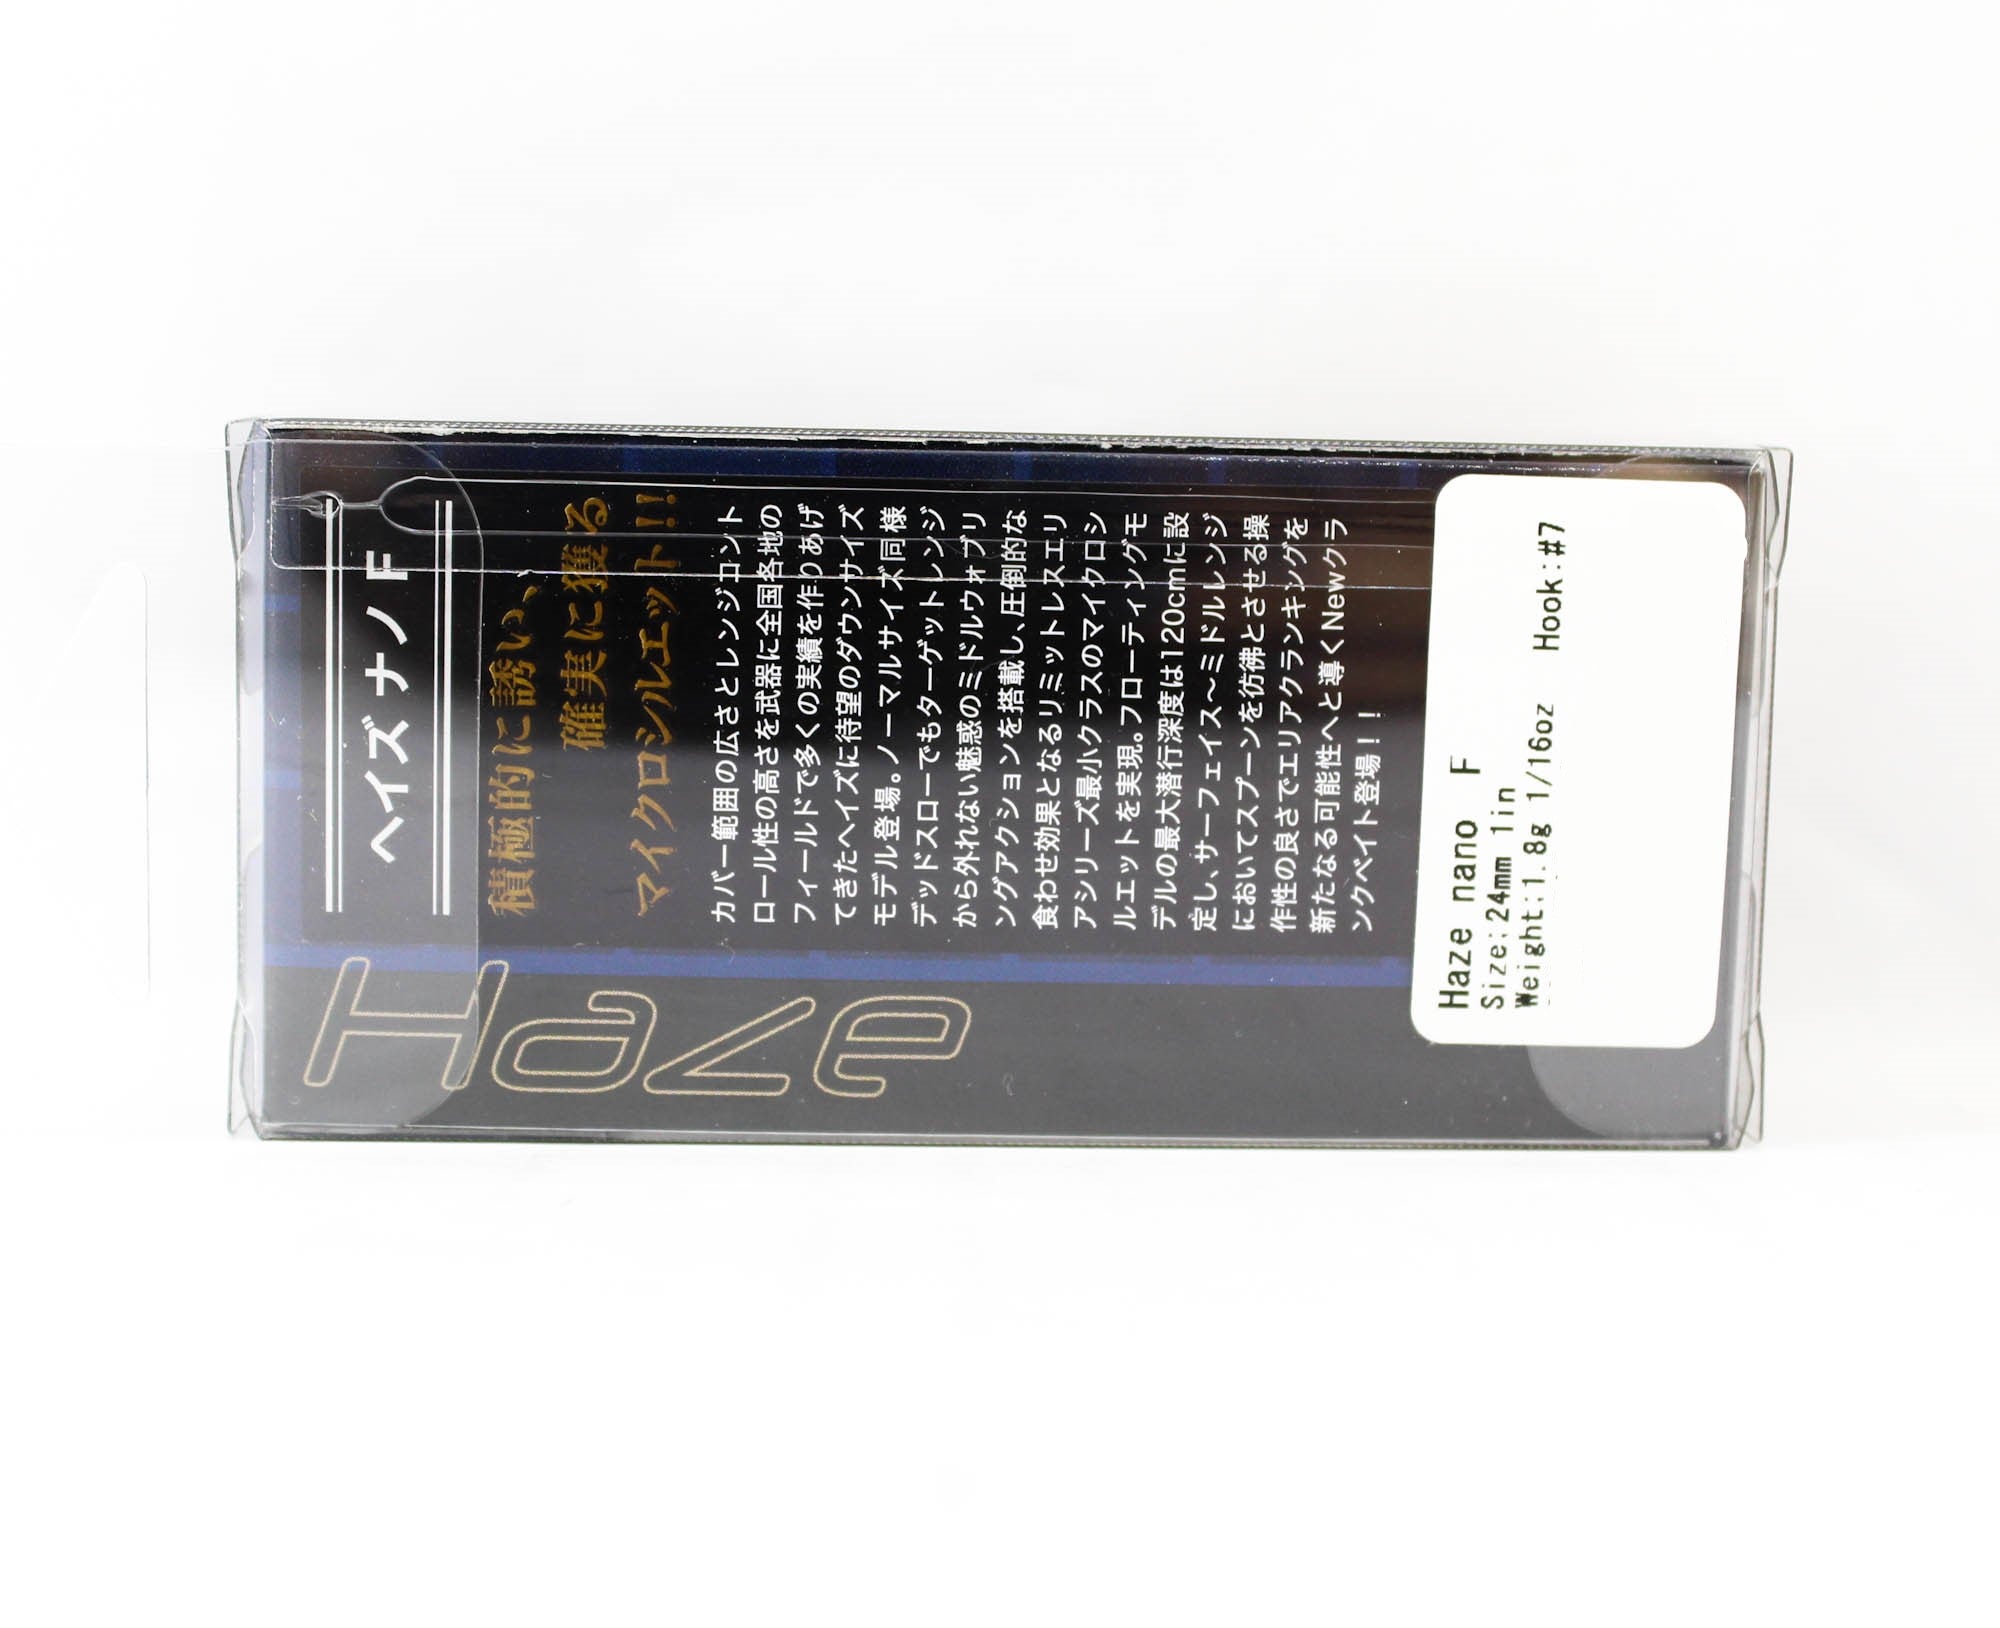 Haze
ヘイズ ナノ F
積極的に誘い、
確実に獲る
マイクロシルエット!!
カバー範囲の広さとレンジコント
ロール性の高さを武器に全国各地の
フィールドで多くの実績を作りあげ
てきたヘイズに待望のダウンサイズ
モデル登場。ノーマルサイズ同様
デッドスローでもターゲットレンジ
から外れない魅惑のミドルウォブリ
ングアクションを搭載し、圧倒的な
食わせ効果となるリミットレスエリ
アシリーズ最小クラスのマイクロシ
ルエットを実現。フローティングモ
デルの最大潜行深度は120cmに設
定し、サーフェイス～ミドルレンジ
においてスプーンを彷彿とさせる操
作性の良さでエリアクランキングを
新たなる可能性へと導くNewクラ
ンクベイト登場!!
Haze nano F
Size;24mm 1in
Weight;1.8g 1/16oz Hook:#7